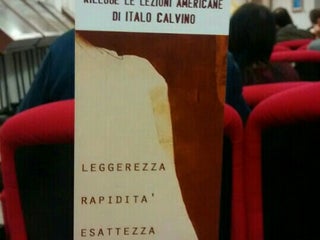 RILEGGE LE LEZIONI AMERICANE
DI ITALO CALVINO
LEGGEREZZA
RAPIDITA'
ESATTEZZA